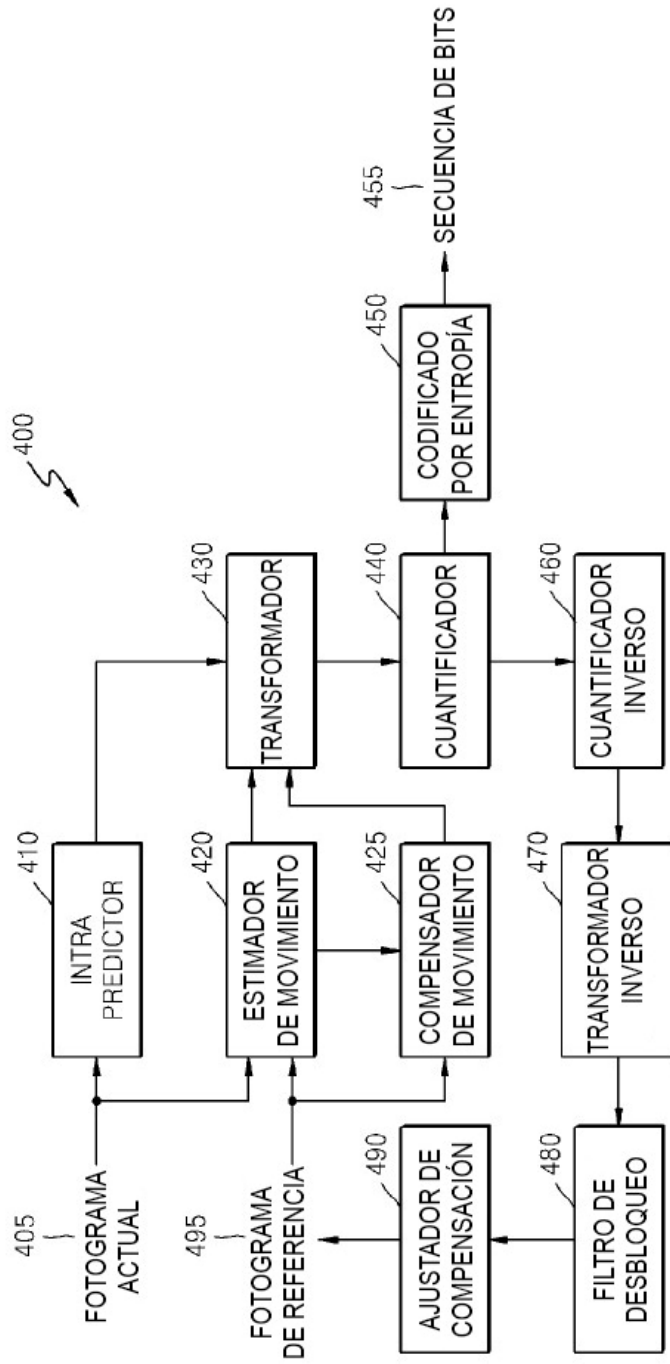 400
405
FOTOGRAMA
ACTUAL
410
INTRA
PREDICTOR
495
FOTOGRAMA
DE REFERENCIA
420
ESTIMADOR
DE MOVIMIENTO
430
TRANSFORMADOR
425
COMPENSADOR
DE MOVIMIENTO
440
CUANTIFICADOR
450
CODIFICADO
POR ENTROPÍA
455
SECUENCIA DE BITS
490
AJUSTADOR DE
COMPENSACIÓN
480
FILTRO DE
DESBLOQUEO
470
TRANSFORMADOR
INVERSO
460
CUANTIFICADOR
INVERSO